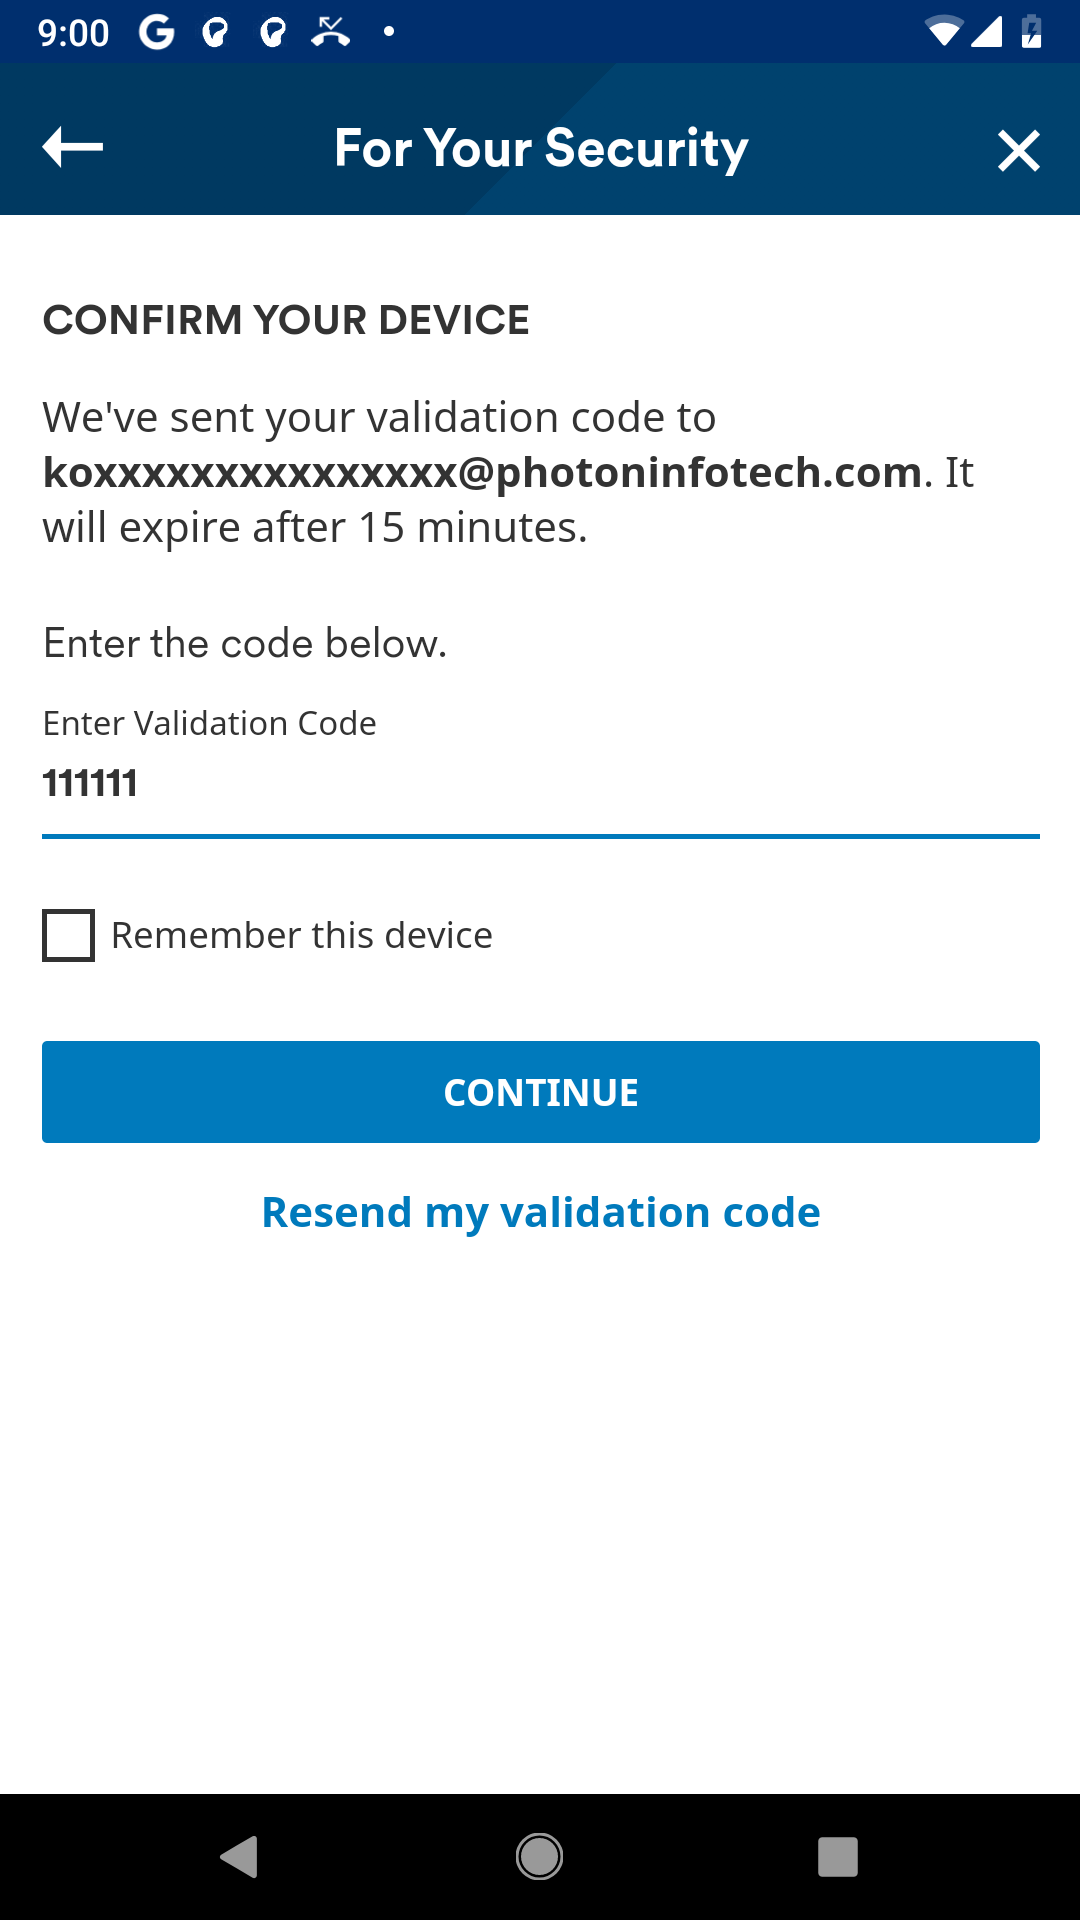 9:00
For Your Security
CONFIRM YOUR DEVICE
We've sent your validation code to
koxxxxxxxxxxxxxxx@photoninfotech.com. It
will expire after 15 minutes.
Enter the code below.
Enter Validation Code
111111
Remember this device
CONTINUE
Resend my validation code